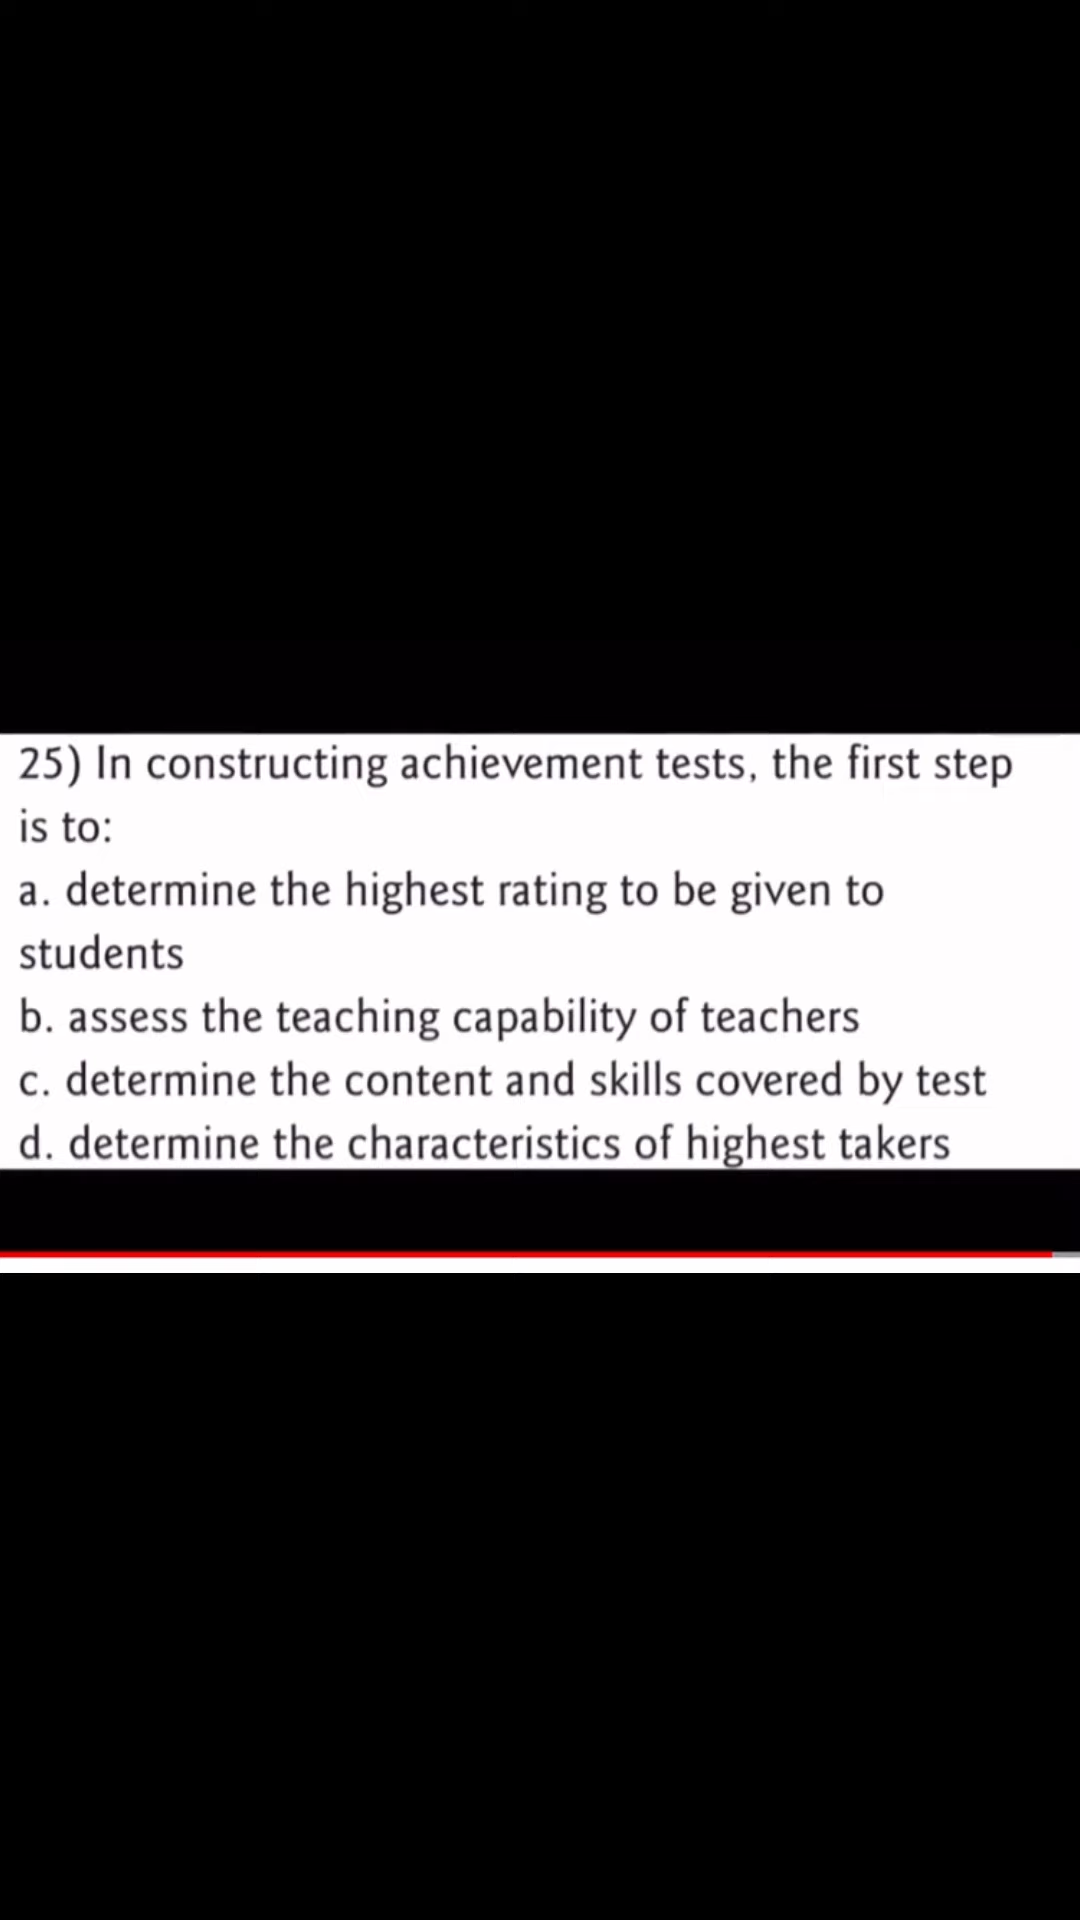 25) In constructing achievement tests, the first step
is to:
a. determine the highest rating to be given to
students
b. assess the teaching capability of teachers
c. determine the content and skills covered by test
d. determine the characteristics of highest takers